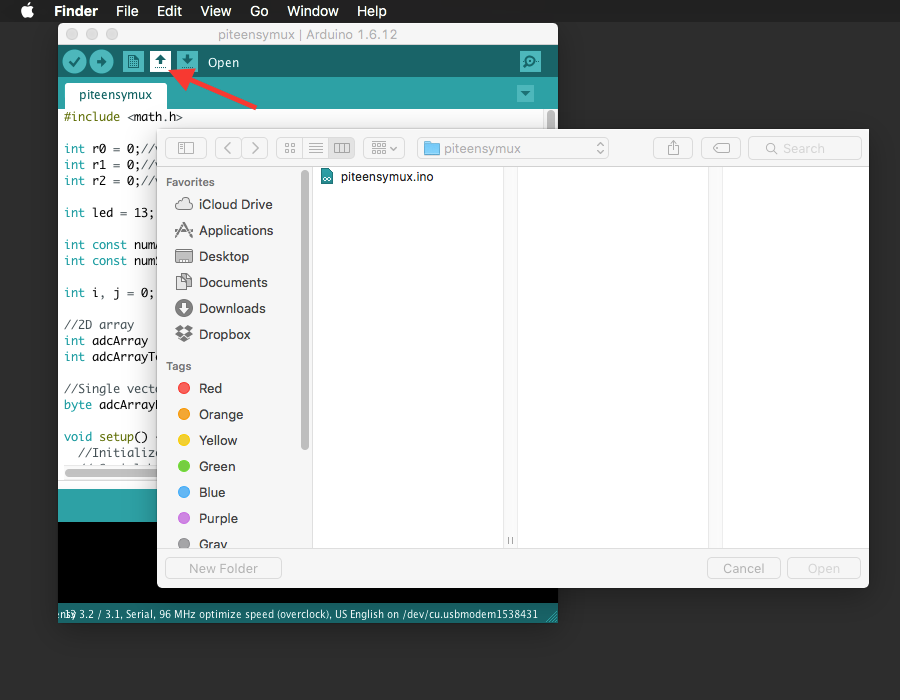 Finder File Edit View Go Window Help
piteensymux | Arduino 1.6.12
Open
piteensymux
#include <math.h>
int r0 = 0;//
int r1 = 0;//
int r2 = 0;//
int led = 13;
int const num
int const num
int i, j = 0;
//2D array
int adcArray
int adcArrayT
//Single vect
byte adcArray
void setup()
//Initializ
piteensymux
Search
Favorites
iCloud Drive
Applications
Desktop
Documents
Downloads
Dropbox
Tags
Red
Orange
Yellow
Green
Blue
Purple
Gray
piteensymux.ino
New Folder
Cancel
Open
3.2 / 3.1, Serial, 96 MHz optimize speed (overclock), US English on /dev/cu.usbmodem1538431